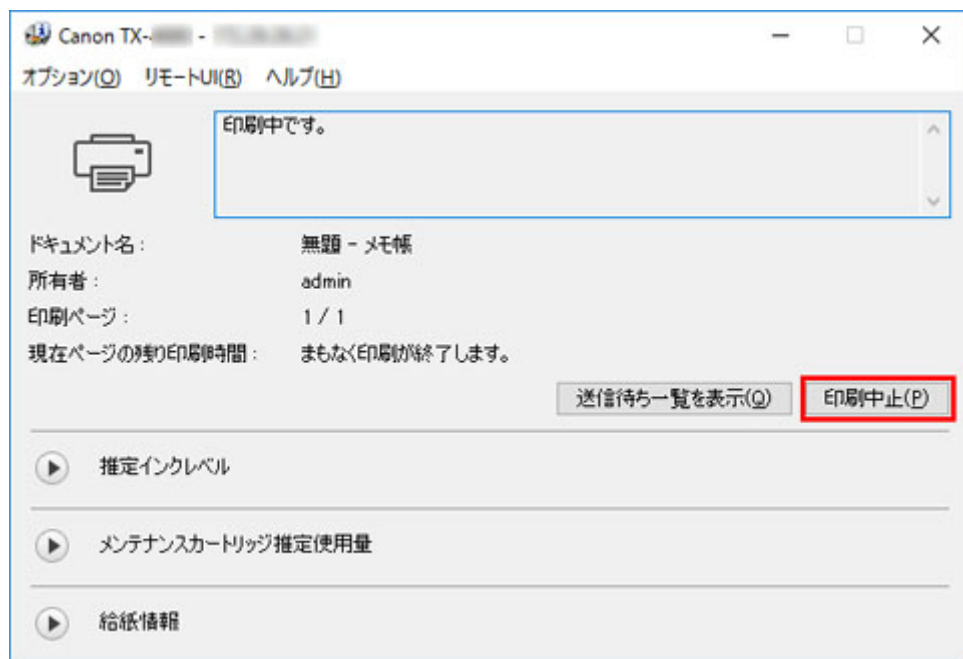 Canon TX- -
オプション(O) リモートUI(R) ヘルプ(H)
印刷中です。
ドキュメント名: 無題 - メモ帳
所有者: admin
印刷ページ: 1 / 1
現在ページの残り印刷時間: まもなく印刷が終了します。
送信待ち一覧を表示(Q) 印刷中止(P)
推定インクレベル
メンテナンスカートリッジ推定使用量
給紙情報